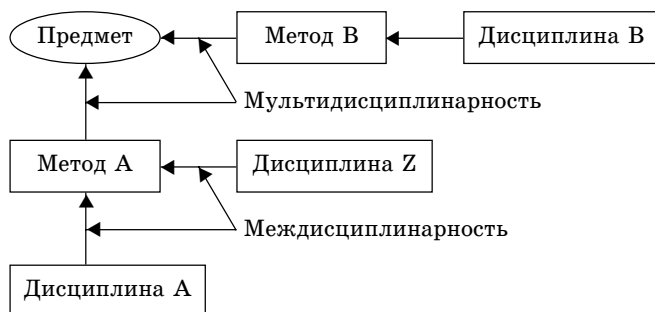 Предмет
Метод B
Дисциплина B
Мультидисциплинарность
Метод A
Дисциплина Z
Междисциплинарность
Дисциплина A